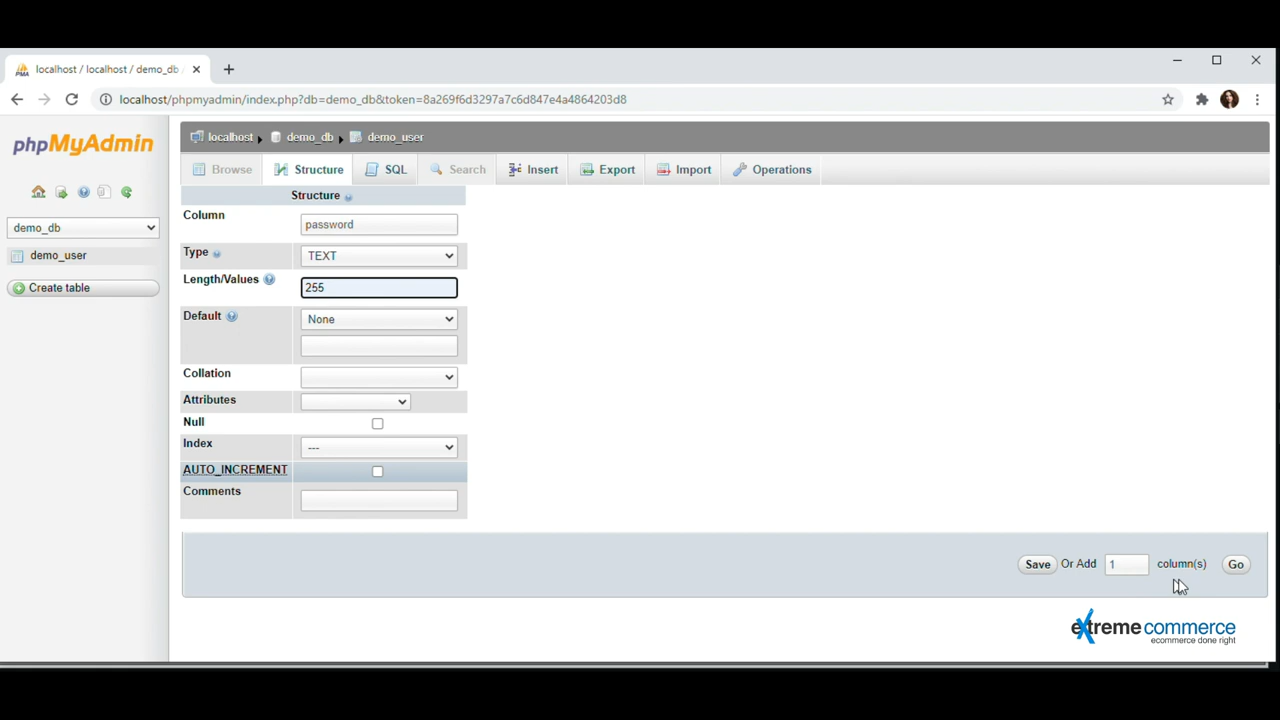 localhost / localhost / demo_db
localhost/phpmyadmin/index.php?db=demo_db&token=8a269f6d3297a7c6d847e4a4864203d8
phpMyAdmin
demo_db
demo_user
Create table
localhost demo_db demo_user
Browse Structure SQL Search Insert Export Import Operations
Structure
Column password
Type TEXT
Length/Values 255
Default None
Collation
Attributes
Null
Index ---
AUTO_INCREMENT
Comments
Save Or Add 1 column(s) Go
extreme commerce
ecommerce done right